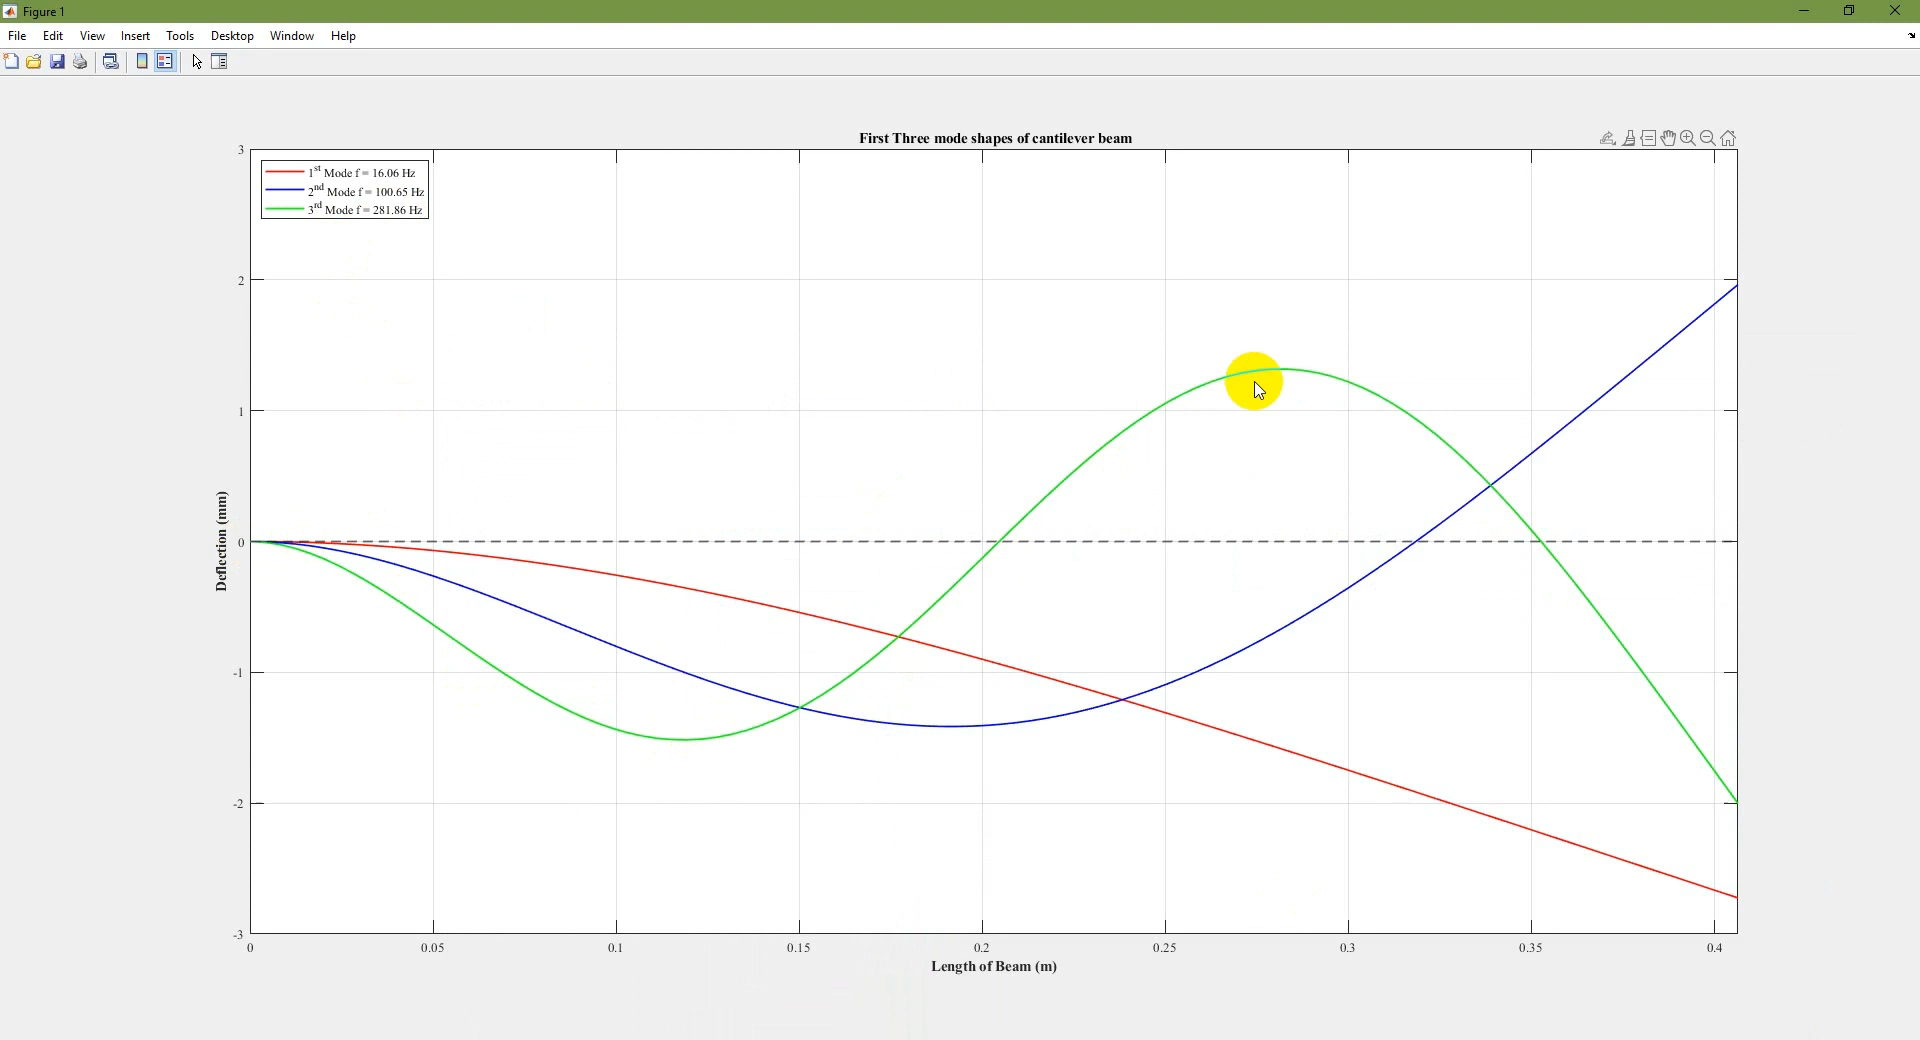 Figure 1
File Edit View Insert Tools Desktop Window Help
First Three mode shapes of cantilever beam
1st Mode f = 16.06 Hz
2nd Mode f = 100.65 Hz
3rd Mode f = 281.86 Hz
3
2
1
0
-1
-2
-3
Deflection (mm)
0 0.05 0.1 0.15 0.2 0.25 0.3 0.35 0.4
Length of Beam (m)